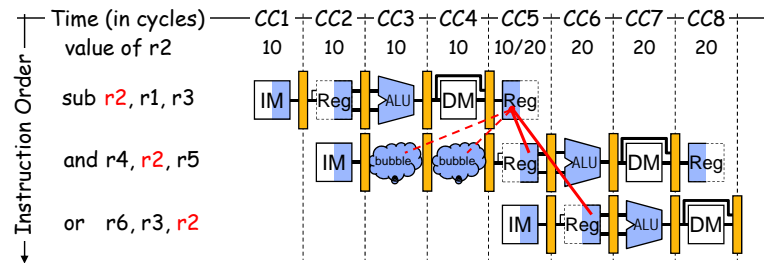 Time (in cycles) CC1 CC2 CC3 CC4 CC5 CC6 CC7 CC8
value of r2 10 10 10 10 10/20 20 20 20
Instruction Order
sub r2, r1, r3 IM Reg ALU DM Reg
and r4, r2, r5 IM bubble bubble Reg ALU DM Reg
or r6, r3, r2 IM Reg ALU DM